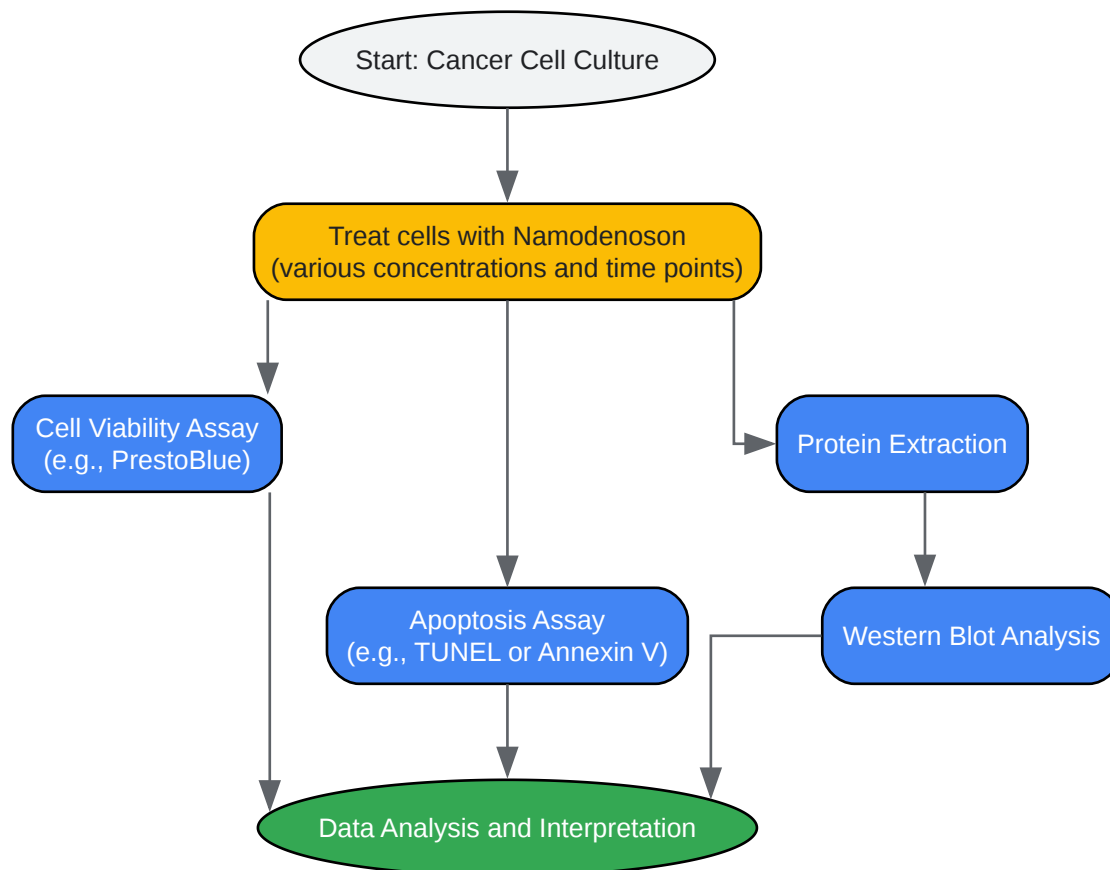 Start: Cancer Cell Culture
Treat cells with Namodenoson
(various concentrations and time points)
Cell Viability Assay
(e.g., PrestoBlue)
Protein Extraction
Apoptosis Assay
(e.g., TUNEL or Annexin V)
Western Blot Analysis
Data Analysis and Interpretation